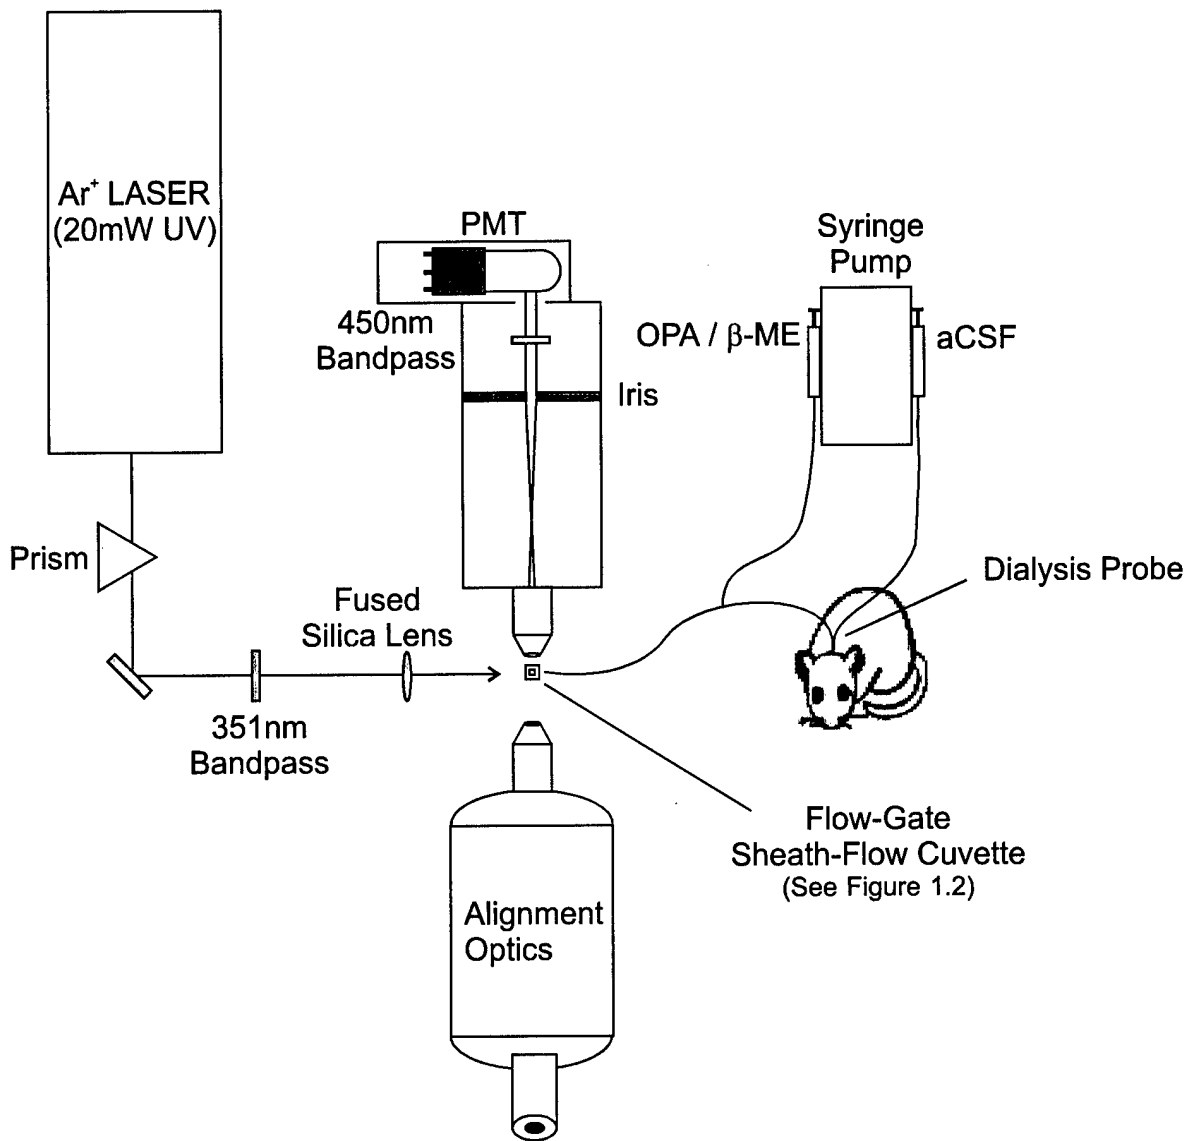 Ar⁺ LASER
(20mW UV)
PMT
450nm
Bandpass
Iris
Syringe
Pump
OPA / β-ME
aCSF
Prism
Fused
Silica Lens
351nm
Bandpass
Dialysis Probe
Flow-Gate
Sheath-Flow Cuvette
(See Figure 1.2)
Alignment
Optics